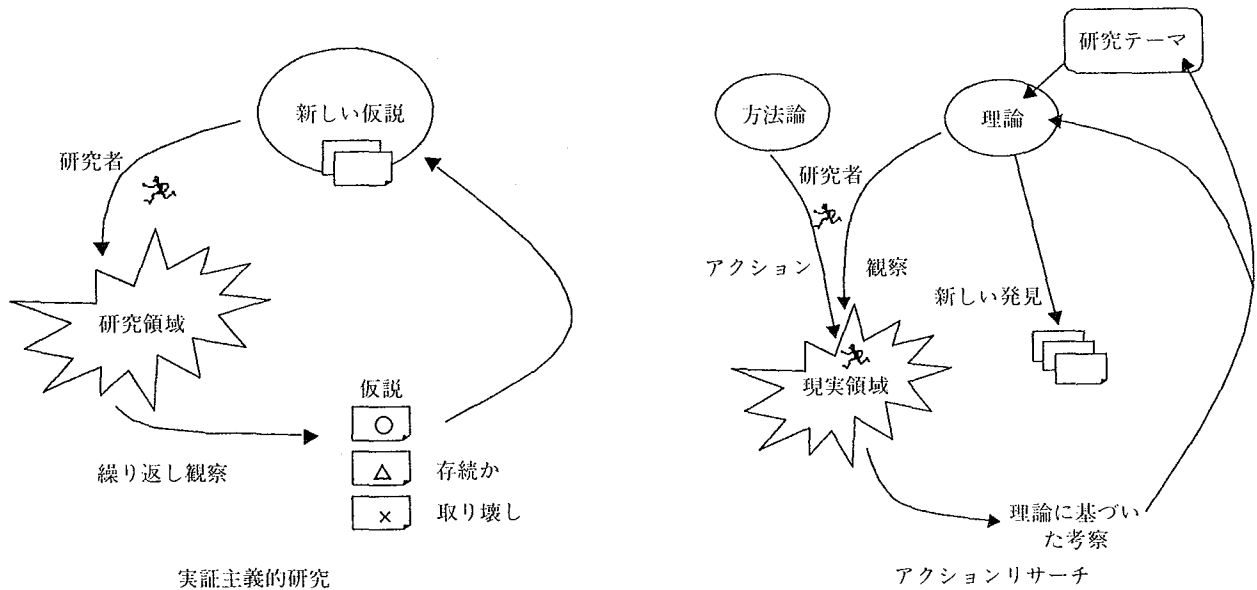 新しい仮説
研究者
研究領域
繰り返し観察
仮説
○
△
存続か
×
取り壊し
実証主義的研究
研究テーマ
方法論
理論
研究者
アクション
観察
新しい発見
現実領域
理論に基づい
た考察
アクションリサーチ